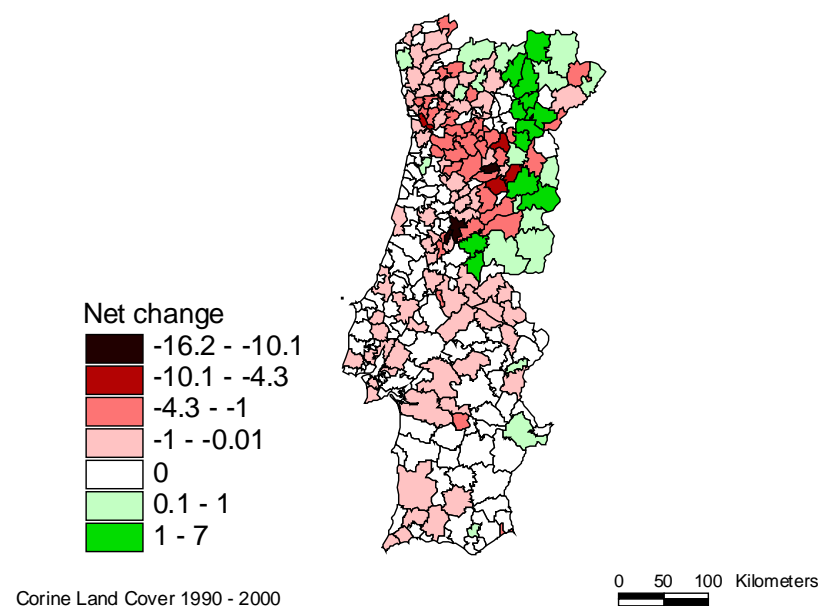 Net change
-16.2 - -10.1
-10.1 - -4.3
-4.3 - -1
-1 - -0.01
0
0.1 - 1
1 - 7
0 50 100 Kilometers
Corine Land Cover 1990 - 2000